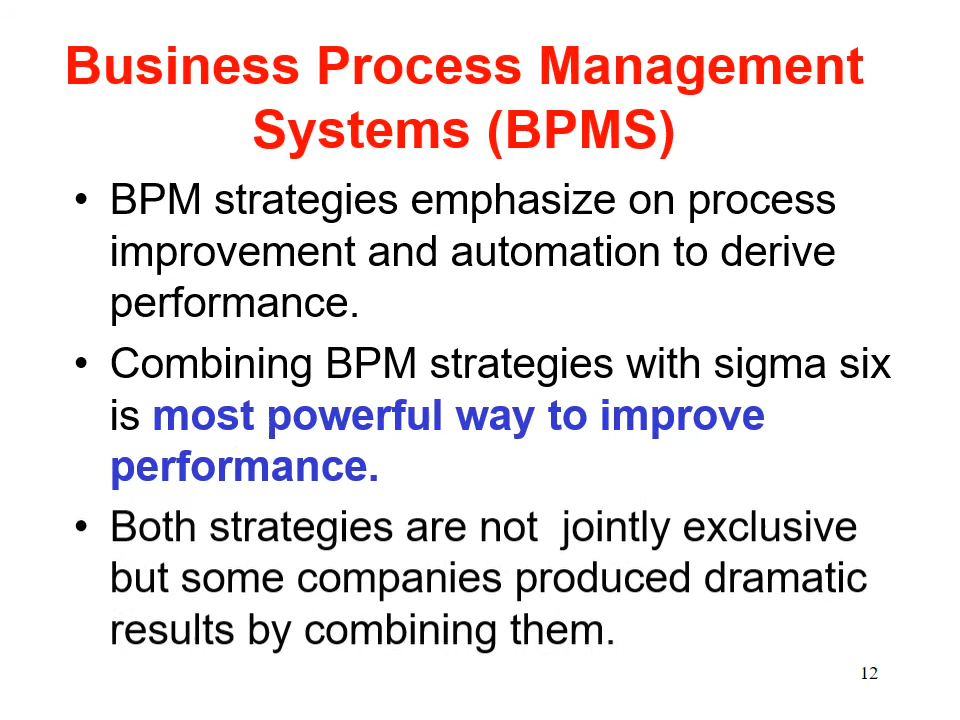 Business Process Management
Systems (BPMS)
• BPM strategies emphasize on process
improvement and automation to derive
performance.
• Combining BPM strategies with sigma six
is most powerful way to improve
performance.
• Both strategies are not  jointly exclusive
but some companies produced dramatic
results by combining them.
12